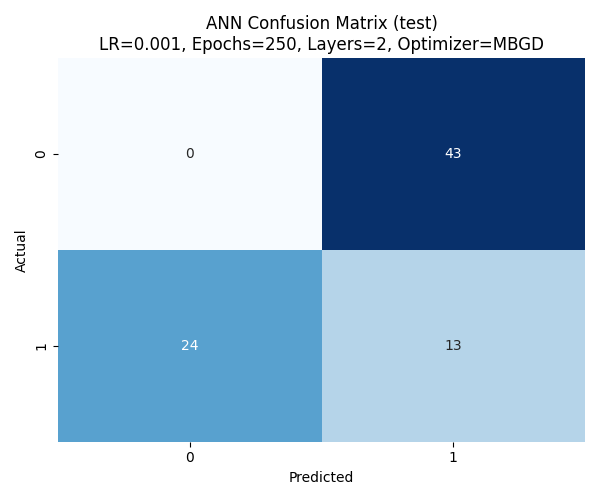 ANN Confusion Matrix (test)
LR=0.001, Epochs=250, Layers=2, Optimizer=MBGD
Actual
0
0
43
1
24
13
0
1
Predicted